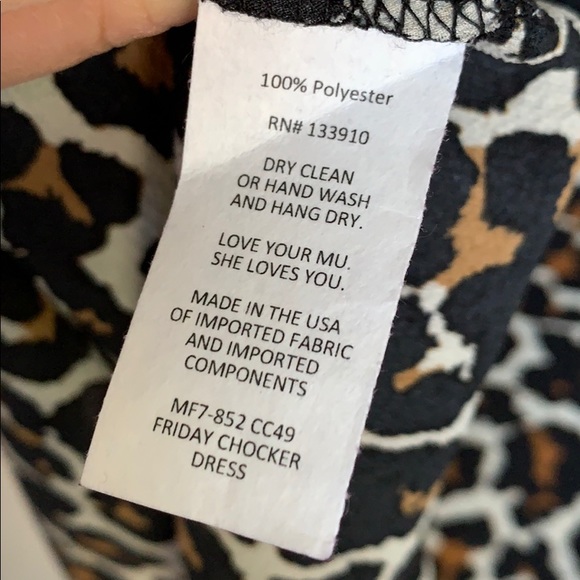 100% Polyester
RN# 133910
DRY CLEAN
OR HAND WASH
AND HANG DRY.
LOVE YOUR MU.
SHE LOVES YOU.
MADE IN THE USA
OF IMPORTED FABRIC
AND IMPORTED
COMPONENTS
MF7-852 CC49
FRIDAY CHOCKER
DRESS